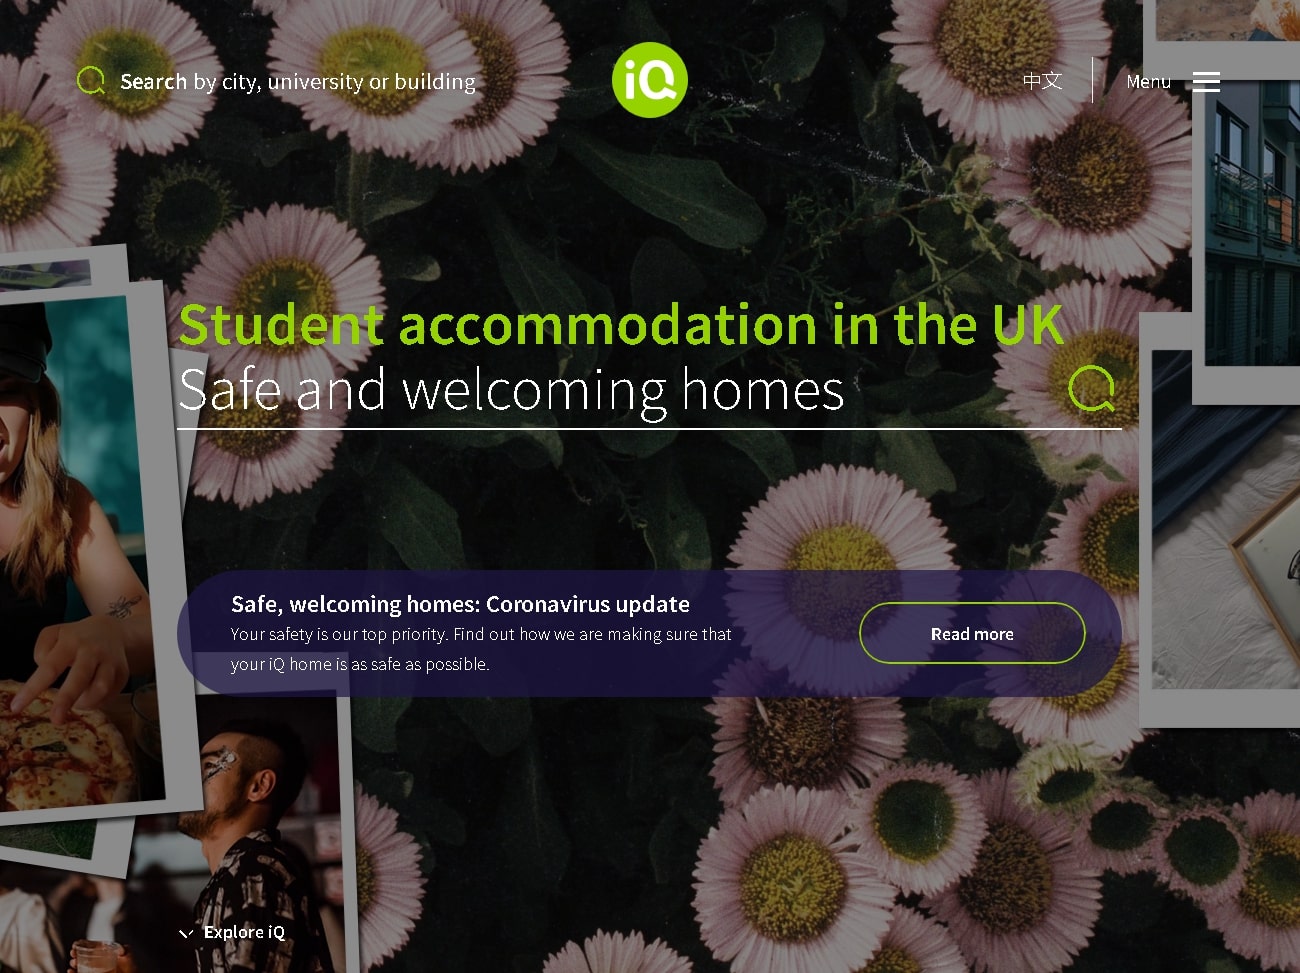 Search by city, university or building
iQ
中文
Menu
Student accommodation in the UK
Safe and welcoming homes
Safe, welcoming homes: Coronavirus update
Your safety is our top priority. Find out how we are making sure that
your iQ home is as safe as possible.
Read more
Explore iQ